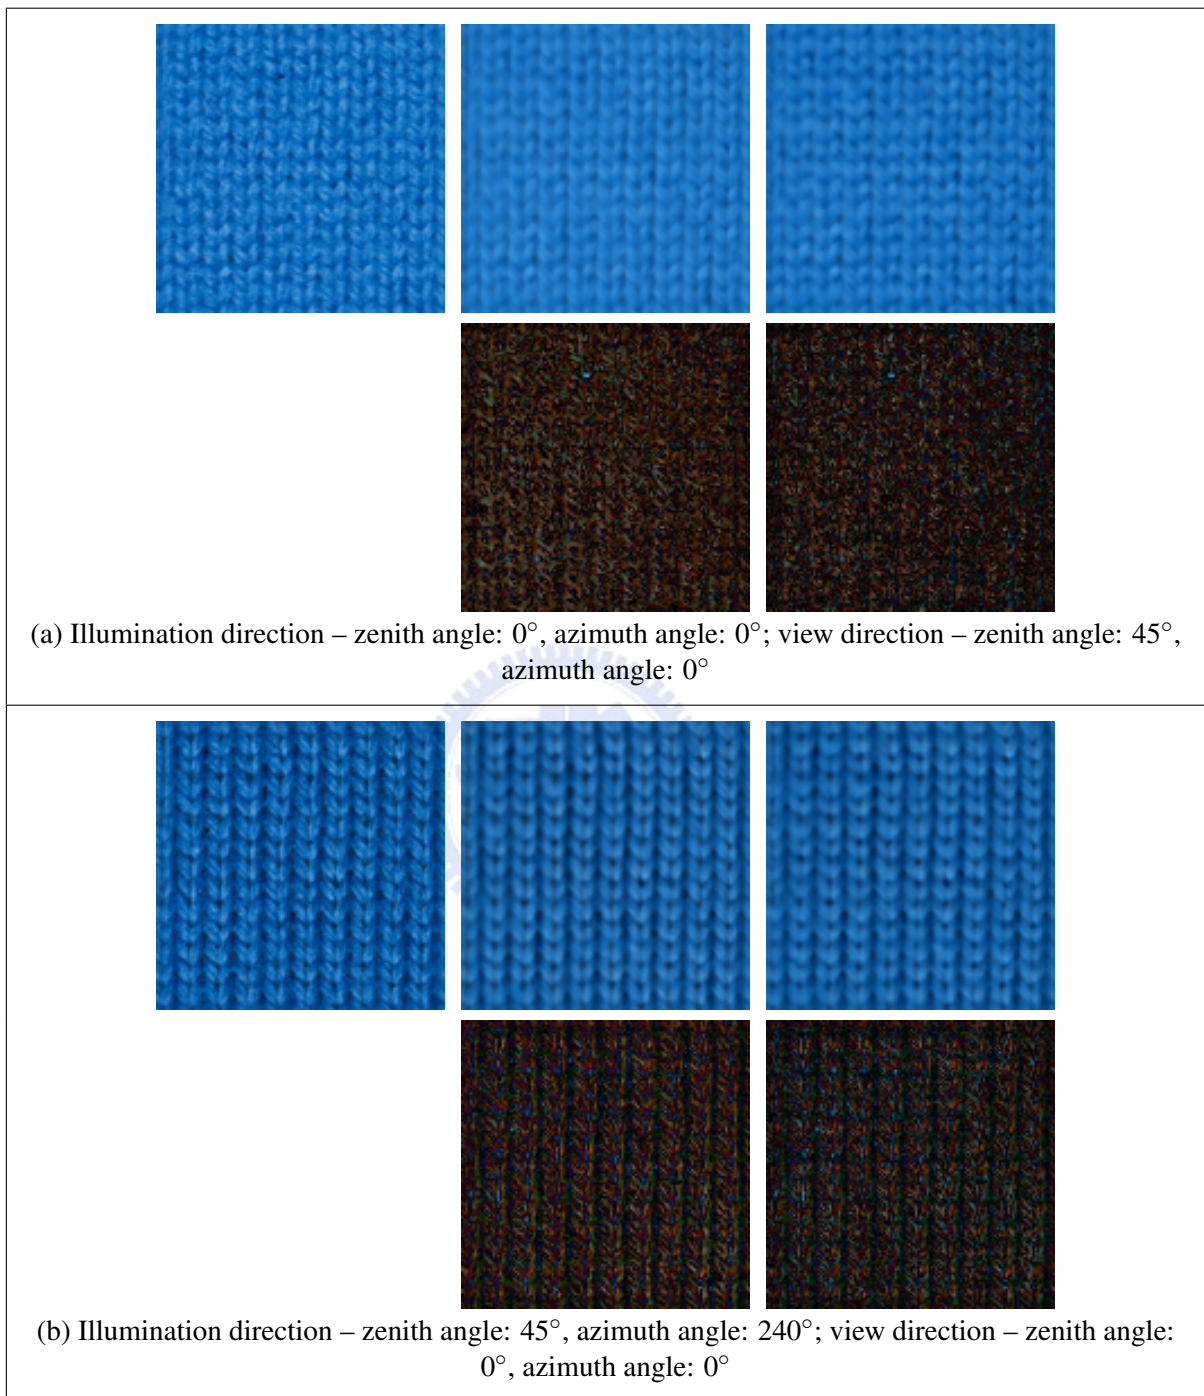 (a) Illumination direction – zenith angle: 0°, azimuth angle: 0°; view direction – zenith angle: 45°,
azimuth angle: 0°
(b) Illumination direction – zenith angle: 45°, azimuth angle: 240°; view direction – zenith angle:
0°, azimuth angle: 0°